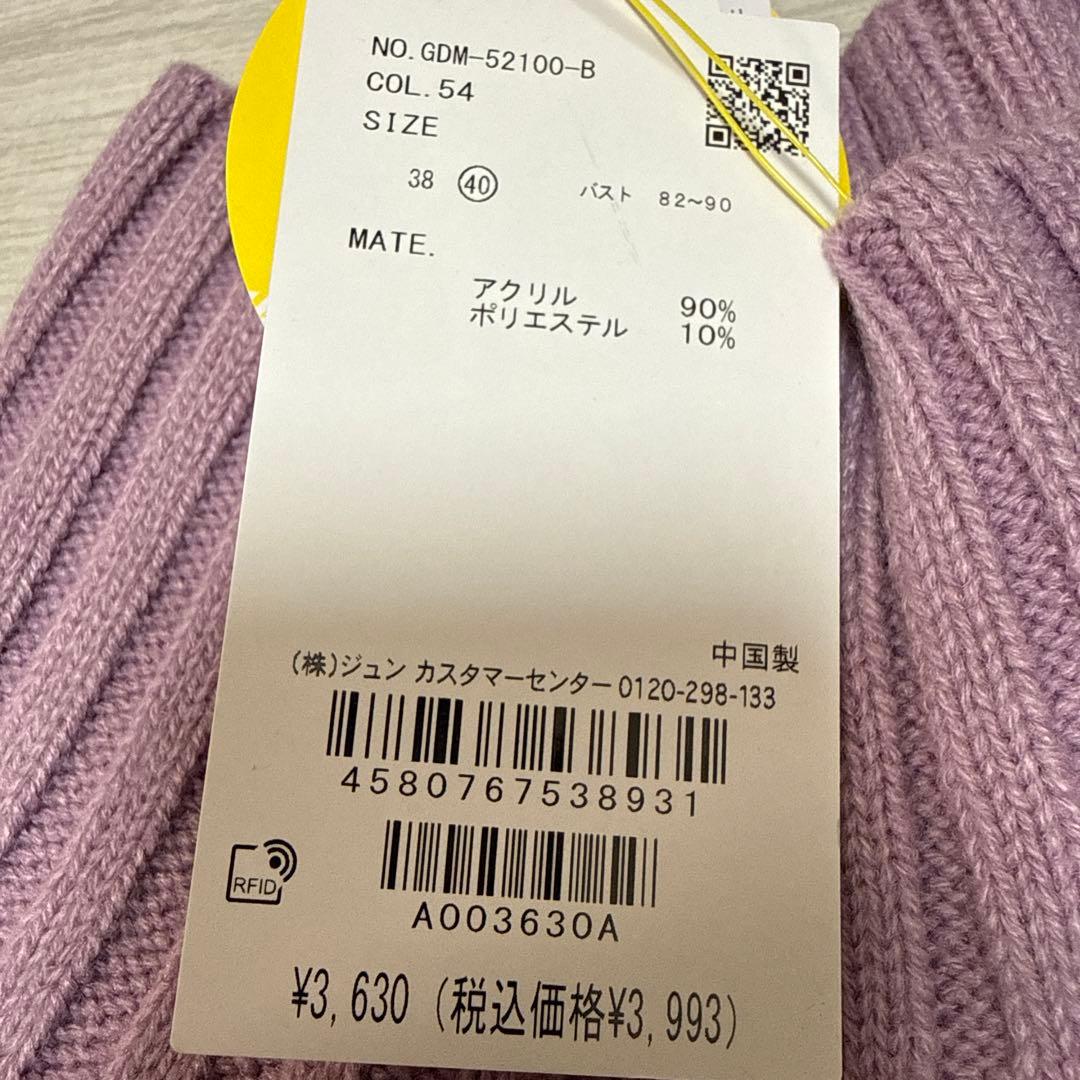 NO.GDM-52100-B
COL.54
SIZE
38 ㊵ バスト 82~90
MATE.
アクリル 90%
ポリエステル 10%
中国製
(株)ジュン カスタマーセンター 0120-298-133
4580767538931
RFID
A003630A
¥3,630 (税込価格¥3,993)